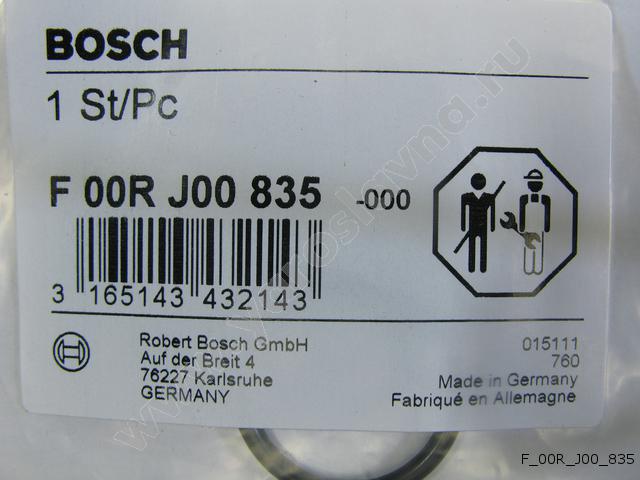 BOSCH
1 St/Pc
F 00R J00 835 -000
3 165143 432143
Robert Bosch GmbH
Auf der Breit 4
76227 Karlsruhe
GERMANY
015111
760
Made in Germany
Fabriqué en Allemagne
F_00R_J00_835